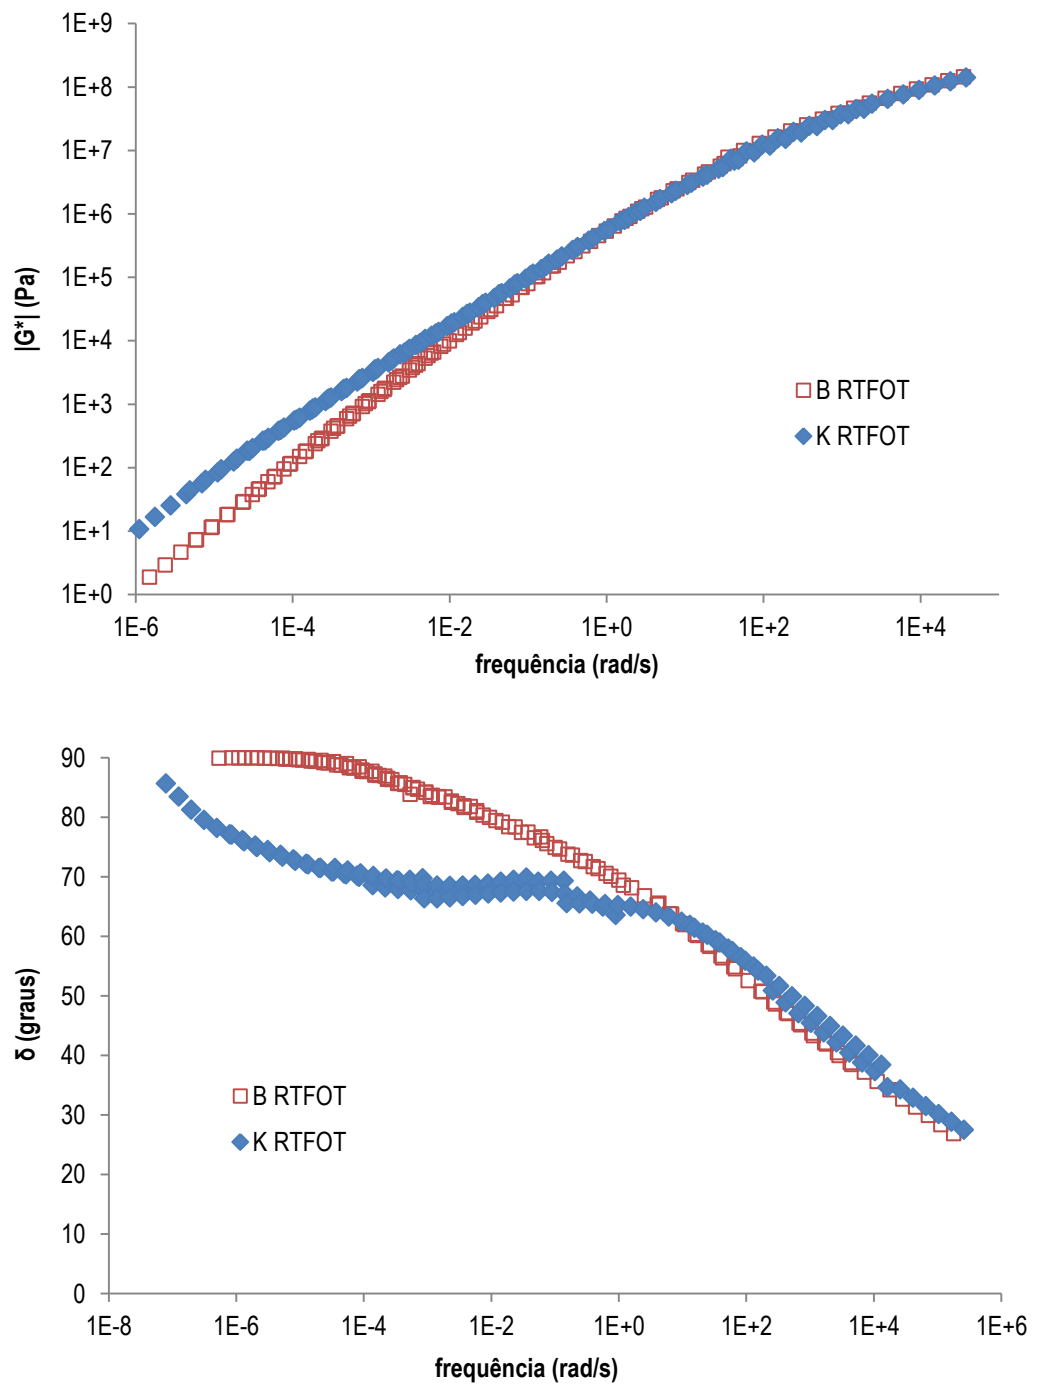 1E+9
1E+8
1E+7
1E+6
1E+5
1E+4
1E+3
1E+2
1E+1
1E+0
|G*| (Pa)
B RTFOT
K RTFOT
1E-6 1E-4 1E-2 1E+0 1E+2 1E+4
frequência (rad/s)
90
80
70
60
50
40
30
20
10
0
δ (graus)
B RTFOT
K RTFOT
1E-8 1E-6 1E-4 1E-2 1E+0 1E+2 1E+4 1E+6
frequência (rad/s)